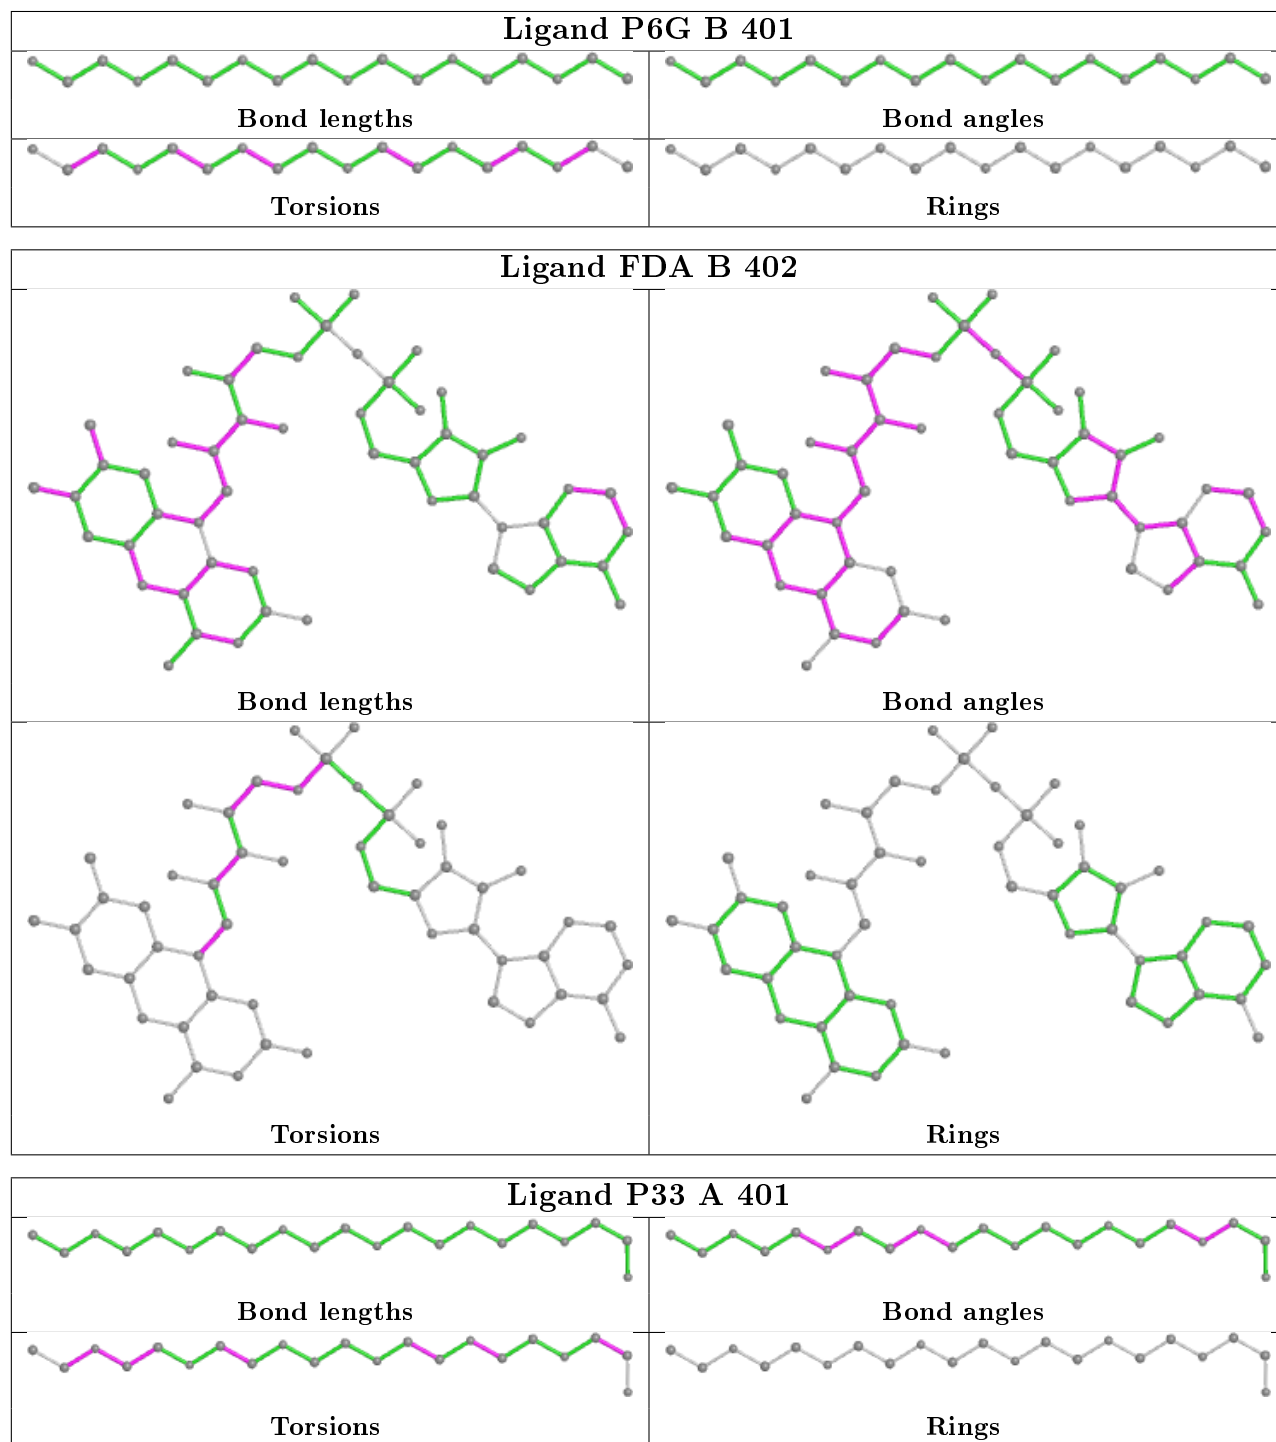 Ligand P6G B 401
Bond lengths
Bond angles
Torsions
Rings
Ligand FDA B 402
Bond lengths
Bond angles
Torsions
Rings
Ligand P33 A 401
Bond lengths
Bond angles
Torsions
Rings